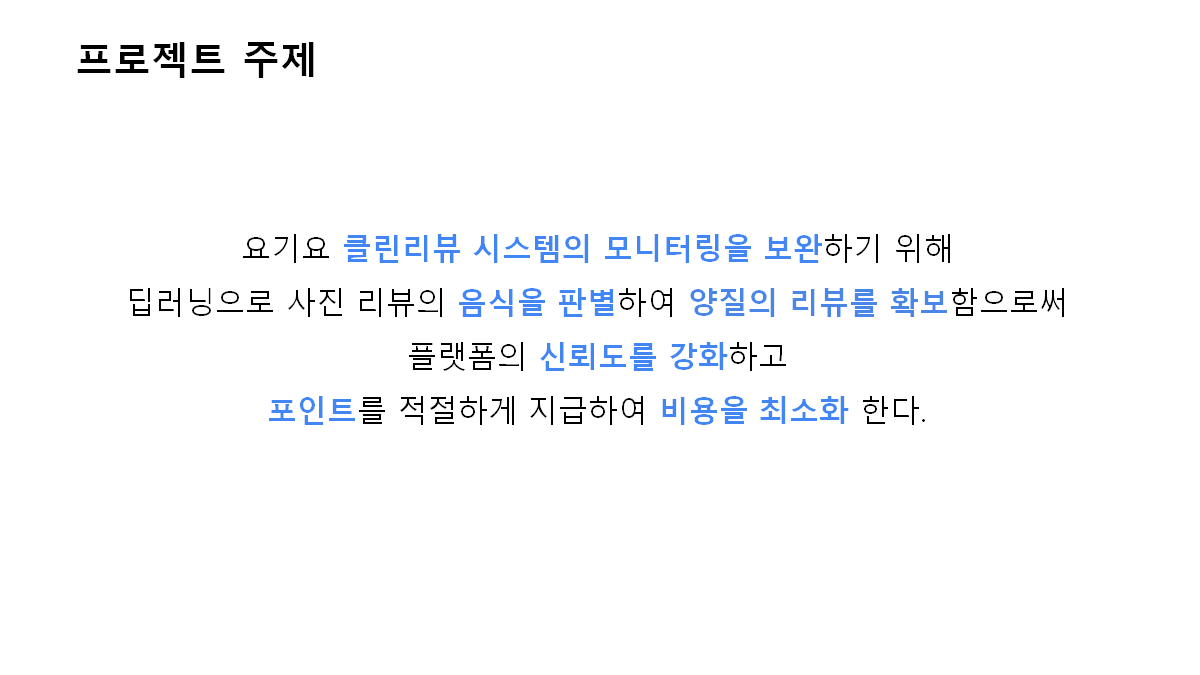 프로젝트 주제
요기요 클린리뷰 시스템의 모니터링을 보완하기 위해
딥러닝으로 사진 리뷰의 음식을 판별하여 양질의 리뷰를 확보함으로써
플랫폼의 신뢰도를 강화하고
포인트를 적절하게 지급하여 비용을 최소화 한다.